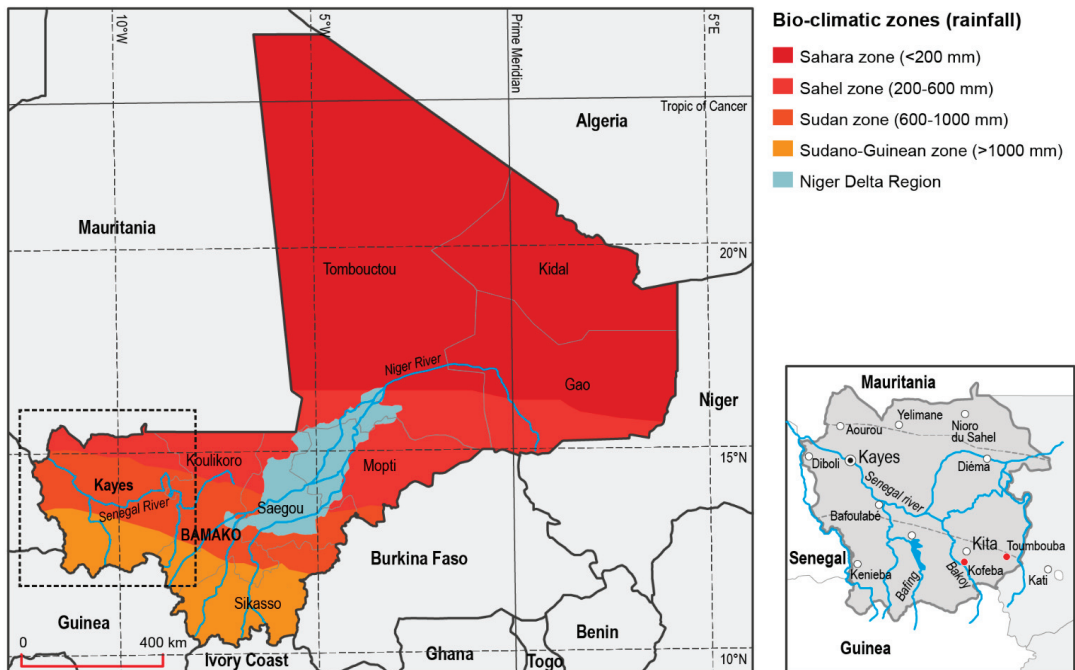 10°W
5°W
Prime Meridian
5°E
Tropic of Cancer
Algeria
Mauritania
20°N
Tombouctou
Kidal
Niger River
Gao
Niger
15°N
Koulikoro
Mopti
Kayes
Senegal River
Saegou
BAMAKO
Burkina Faso
Sikasso
Guinea
Benin
0
400 km
Ivory Coast
Ghana
Togo
10°N
Bio-climatic zones (rainfall)
Sahara zone (<200 mm)
Sahel zone (200-600 mm)
Sudan zone (600-1000 mm)
Sudano-Guinean zone (>1000 mm)
Niger Delta Region
Mauritania
Yelimane
Aourou
Nioro
du Sahel
Diboli
Kayes
Diéma
Senegal river
Bafoulabé
Kita
Toumbouba
Senegal
Kofeba
Kenieba
Bafing
Bakoy
Kati
Guinea